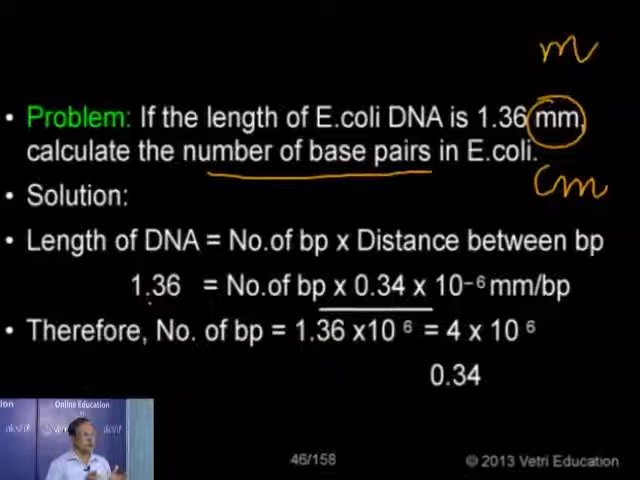 m
• Problem: If the length of E.coli DNA is 1.36 mm,
calculate the number of base pairs in E.coli.
cm
• Solution:
• Length of DNA = No.of bp x Distance between bp
1.36 = No.of bp x 0.34 x 10⁻⁶ mm/bp
• Therefore, No. of bp = 1.36 x10 ⁶ = 4 x 10 ⁶
0.34
Online Education
46/158
© 2013 Vetri Education